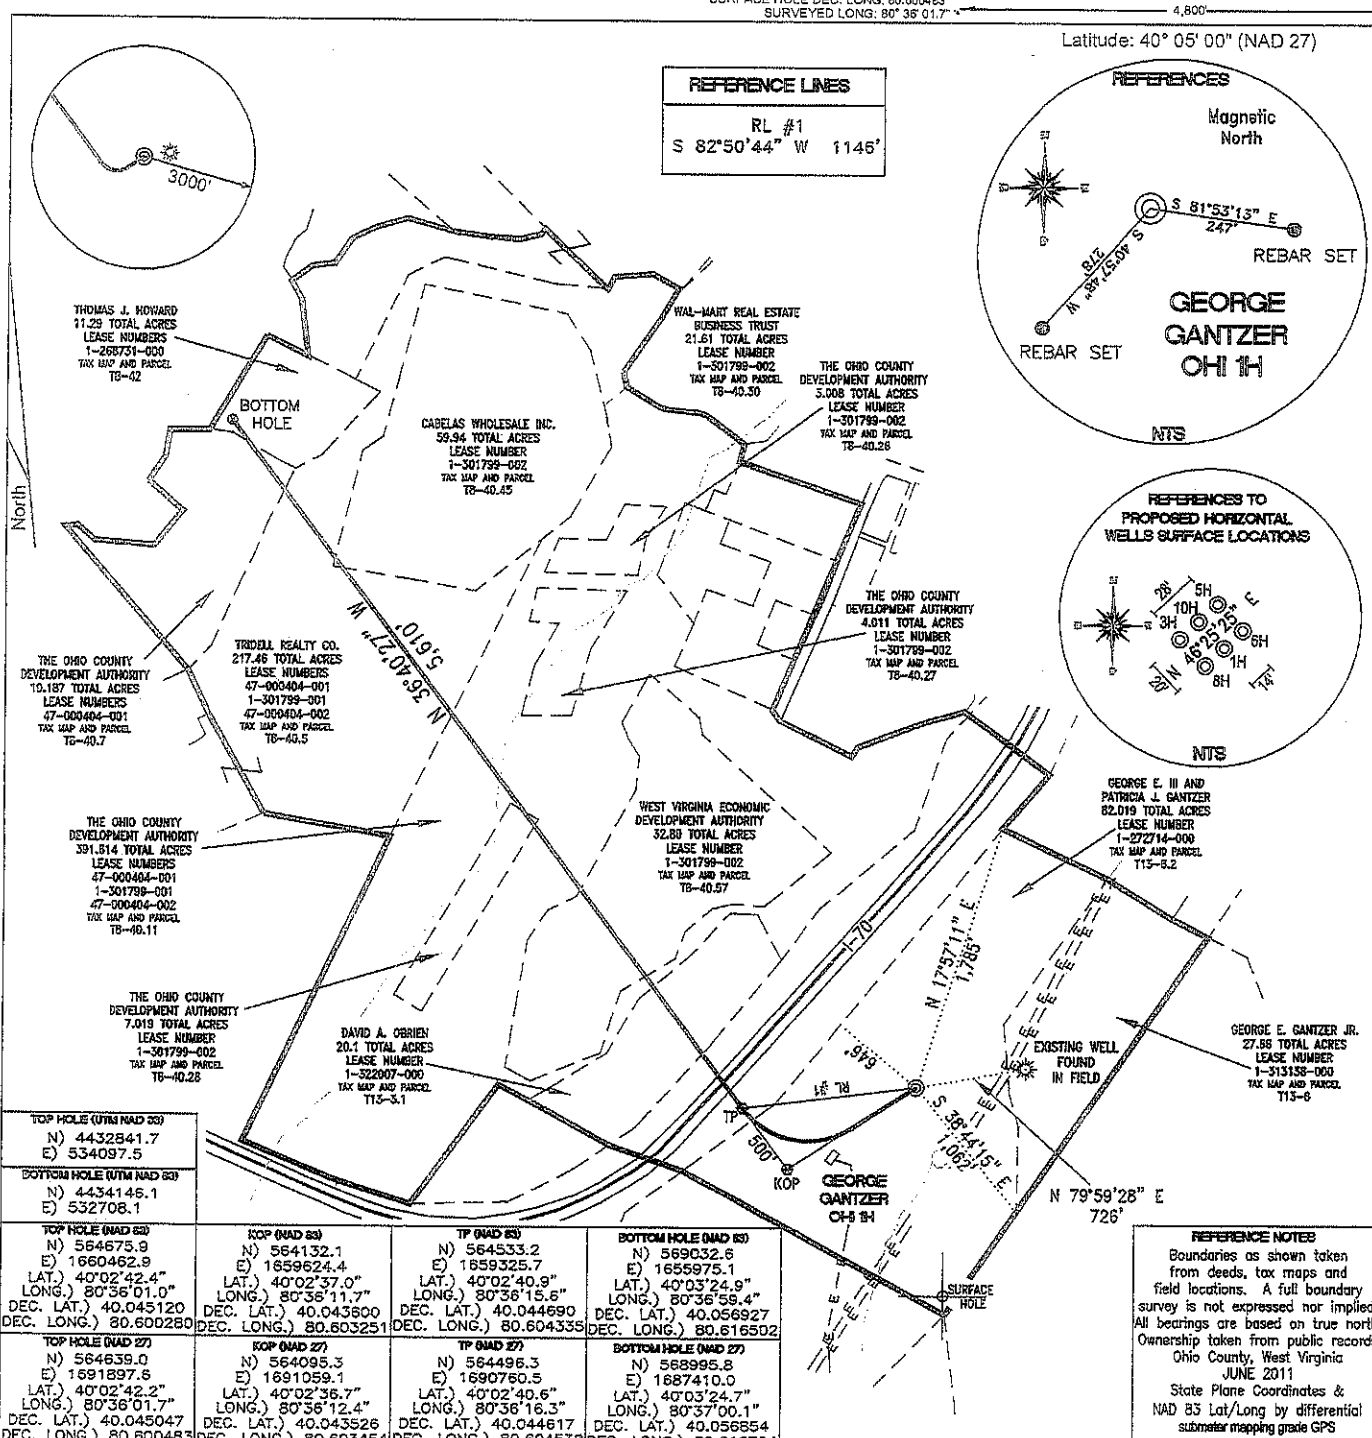 SURFACE HOLE DEC. LONG: 80.600483
SURVEYED LONG: 80° 36' 01.7"
4,800'
Latitude: 40° 05' 00" (NAD 27)
3000'
REFERENCE LINES
RL #1
S 82°50'44" W 1146'
REFERENCES
Magnetic
North
S 81°53'13" E
247'
REBAR SET
S 40°57'48" W
278'
REBAR SET
GEORGE
GANTZER
OHI 1H
NTS
REFERENCES TO
PROPOSED HORIZONTAL
WELLS SURFACE LOCATIONS
28'
5H
10H
3H
6H
1H
8H
N 46°25'25" E
20'
14'
NTS
North
THOMAS J. HOWARD
11.29 TOTAL ACRES
LEASE NUMBERS
1-268731-000
TAX MAP AND PARCEL
T8-42
BOTTOM
HOLE
CABELAS WHOLESALE INC.
59.94 TOTAL ACRES
LEASE NUMBER
1-301799-002
TAX MAP AND PARCEL
T8-40.45
WAL-MART REAL ESTATE
BUSINESS TRUST
21.61 TOTAL ACRES
LEASE NUMBER
1-301799-002
TAX MAP AND PARCEL
T8-40.30
THE OHIO COUNTY
DEVELOPMENT AUTHORITY
3.008 TOTAL ACRES
LEASE NUMBER
1-301799-002
TAX MAP AND PARCEL
T8-40.26
THE OHIO COUNTY
DEVELOPMENT AUTHORITY
4.011 TOTAL ACRES
LEASE NUMBER
1-301799-002
TAX MAP AND PARCEL
T8-40.27
THE OHIO COUNTY
DEVELOPMENT AUTHORITY
19.187 TOTAL ACRES
LEASE NUMBERS
47-000404-001
TAX MAP AND PARCEL
T8-40.7
TRIDELL REALTY CO.
217.46 TOTAL ACRES
LEASE NUMBERS
47-000404-001
1-301799-001
47-000404-002
TAX MAP AND PARCEL
T8-40.5
N 36°40'27" W
5,610'
THE OHIO COUNTY
DEVELOPMENT AUTHORITY
391.514 TOTAL ACRES
LEASE NUMBERS
47-000404-001
1-301799-001
47-000404-002
TAX MAP AND PARCEL
T8-40.11
WEST VIRGINIA ECONOMIC
DEVELOPMENT AUTHORITY
32.88 TOTAL ACRES
LEASE NUMBER
1-301799-002
TAX MAP AND PARCEL
T8-40.57
GEORGE E. III AND
PATRICIA J. GANTZER
82.019 TOTAL ACRES
LEASE NUMBER
1-272714-000
TAX MAP AND PARCEL
T13-6.2
I-70
N 17°57'11" E
1,785'
THE OHIO COUNTY
DEVELOPMENT AUTHORITY
7.019 TOTAL ACRES
LEASE NUMBER
1-301799-002
TAX MAP AND PARCEL
T8-40.28
DAVID A. OBRIEN
20.1 TOTAL ACRES
LEASE NUMBER
1-322007-000
TAX MAP AND PARCEL
T13-3.1
646'
EXISTING WELL
FOUND
IN FIELD
GEORGE E. GANTZER JR.
27.66 TOTAL ACRES
LEASE NUMBER
1-313138-000
TAX MAP AND PARCEL
T13-6
RL #1
TP
500'
KOP
GEORGE
GANTZER
OHI 1H
S 38°44'15" E
1,062'
N 79°59'28" E
726'
SURFACE
HOLE
TOP HOLE (UTM NAD 83)
N) 4432841.7
E) 534097.5
BOTTOM HOLE (UTM NAD 83)
N) 4434146.1
E) 532708.1
TOP HOLE (NAD 83)
N) 564675.9
E) 1660462.9
LAT.) 40°02'42.4"
LONG.) 80°36'01.0"
DEC. LAT.) 40.045120
DEC. LONG.) 80.600280
KOP (NAD 83)
N) 564132.1
E) 1659624.4
LAT.) 40°02'37.0"
LONG.) 80°36'11.7"
DEC. LAT.) 40.043600
DEC. LONG.) 80.603251
TP (NAD 83)
N) 564533.2
E) 1659325.7
LAT.) 40°02'40.9"
LONG.) 80°36'15.6"
DEC. LAT.) 40.044690
DEC. LONG.) 80.604335
BOTTOM HOLE (NAD 83)
N) 569032.6
E) 1655975.1
LAT.) 40°03'24.9"
LONG.) 80°36'59.4"
DEC. LAT.) 40.056927
DEC. LONG.) 80.616502
TOP HOLE (NAD 27)
N) 564639.0
E) 1691897.6
LAT.) 40°02'42.2"
LONG.) 80°36'01.7"
DEC. LAT.) 40.045047
DEC. LONG.) 80.600483
KOP (NAD 27)
N) 564095.3
E) 1691059.1
LAT.) 40°02'36.7"
LONG.) 80°36'12.4"
DEC. LAT.) 40.043526
DEC. LONG.) 80.603454
TP (NAD 27)
N) 564496.3
E) 1690760.5
LAT.) 40°02'40.6"
LONG.) 80°36'16.3"
DEC. LAT.) 40.044617
BOTTOM HOLE (NAD 27)
N) 568995.8
E) 1687410.0
LAT.) 40°03'24.7"
LONG.) 80°37'00.1"
DEC. LAT.) 40.056854
REFERENCE NOTES
Boundaries as shown taken
from deeds, tax maps and
field locations. A full boundary
survey is not expressed nor implied
All bearings are based on true north
Ownership taken from public records
Ohio County, West Virginia
JUNE 2011
State Plane Coordinates &
NAD 83 Lat/Long by differential
submeter mapping grade GPS